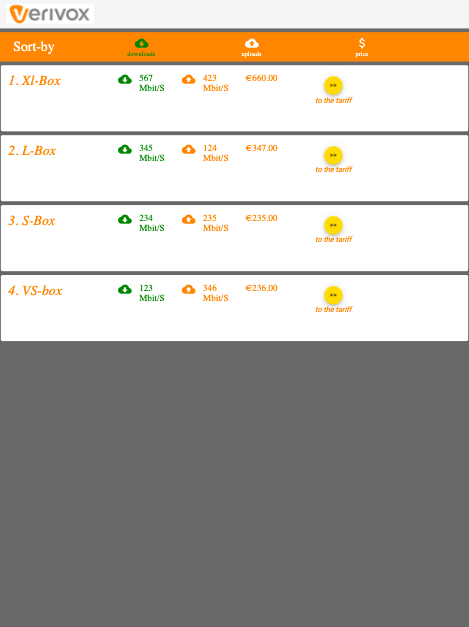 Verivox
Sort-by
downloads
uploads
$
price
1. Xl-Box
567
Mbit/S
423
Mbit/S
€660.00
>>
to the tariff
2. L-Box
345
Mbit/S
124
Mbit/S
€347.00
>>
to the tariff
3. S-Box
234
Mbit/S
235
Mbit/S
€235.00
>>
to the tariff
4. VS-box
123
Mbit/S
346
Mbit/S
€236.00
>>
to the tariff